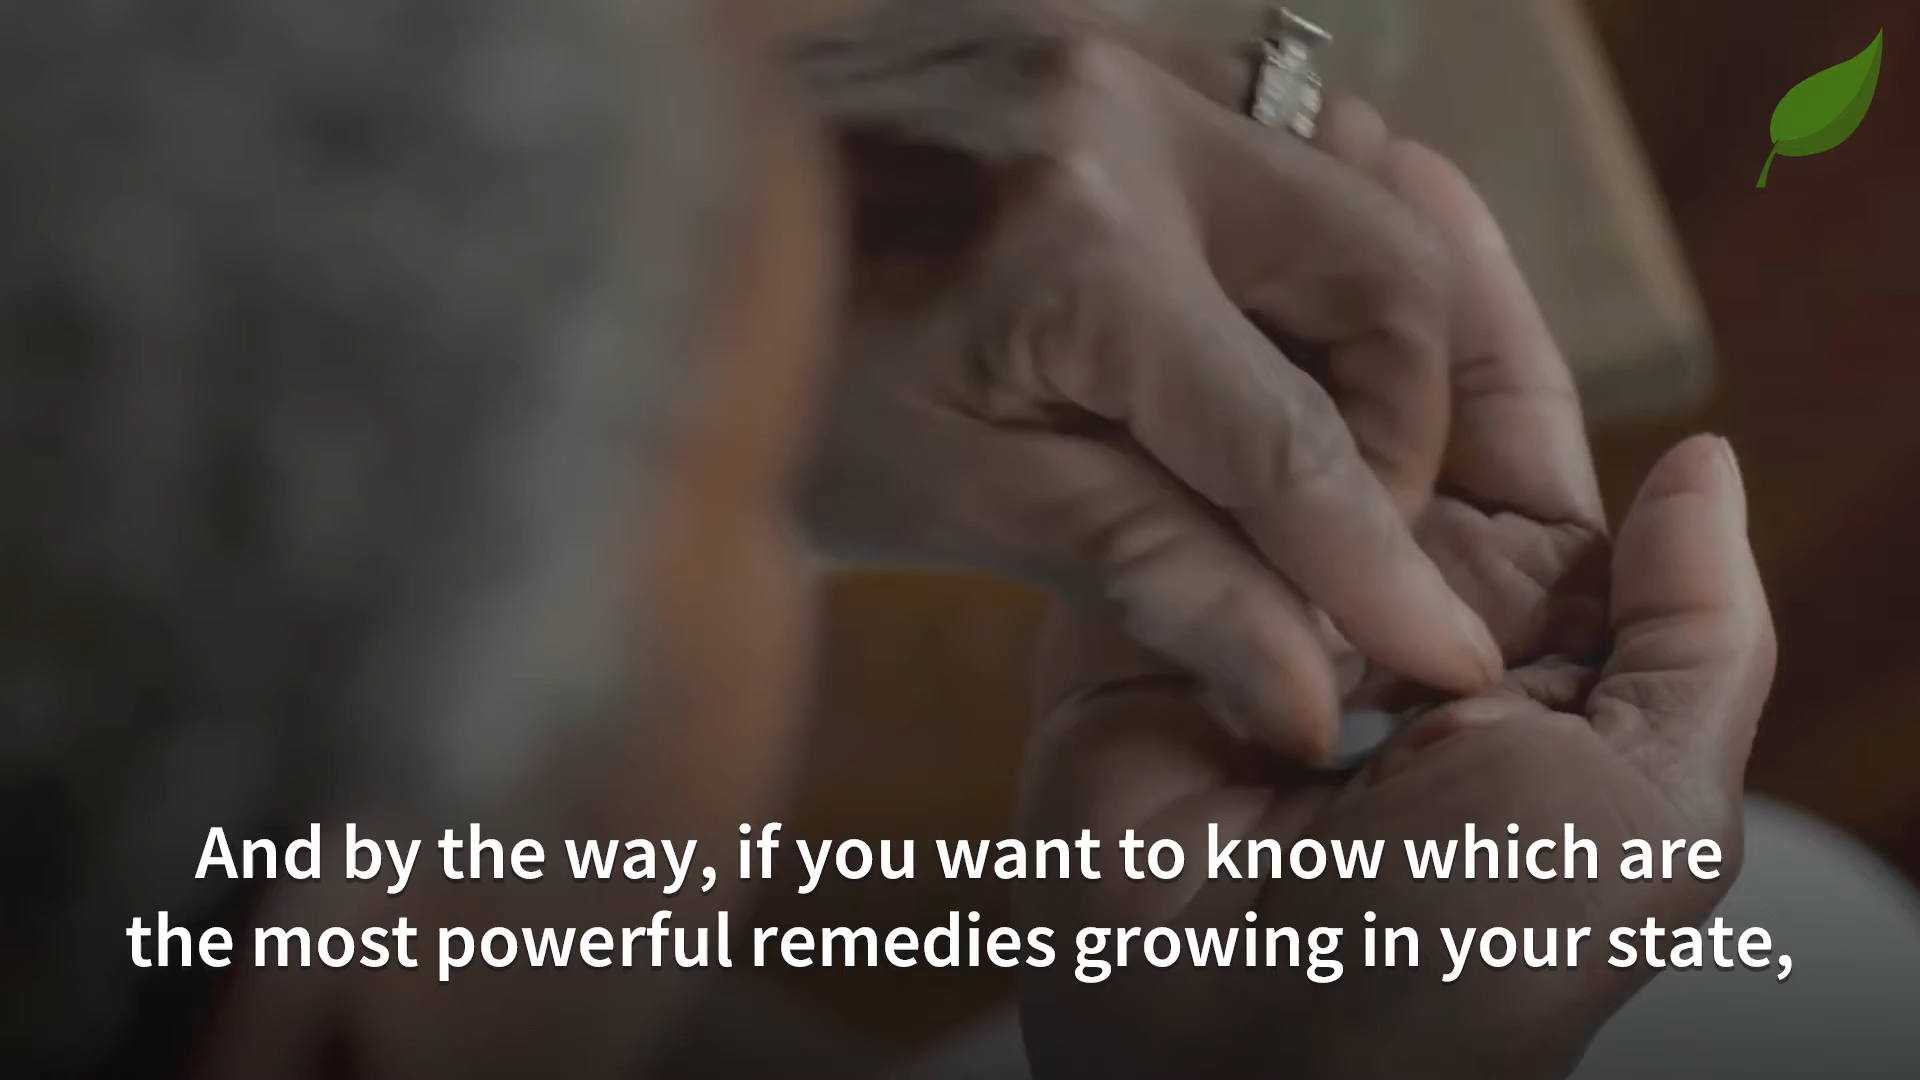 And by the way, if you want to know which are
the most powerful remedies growing in your state,